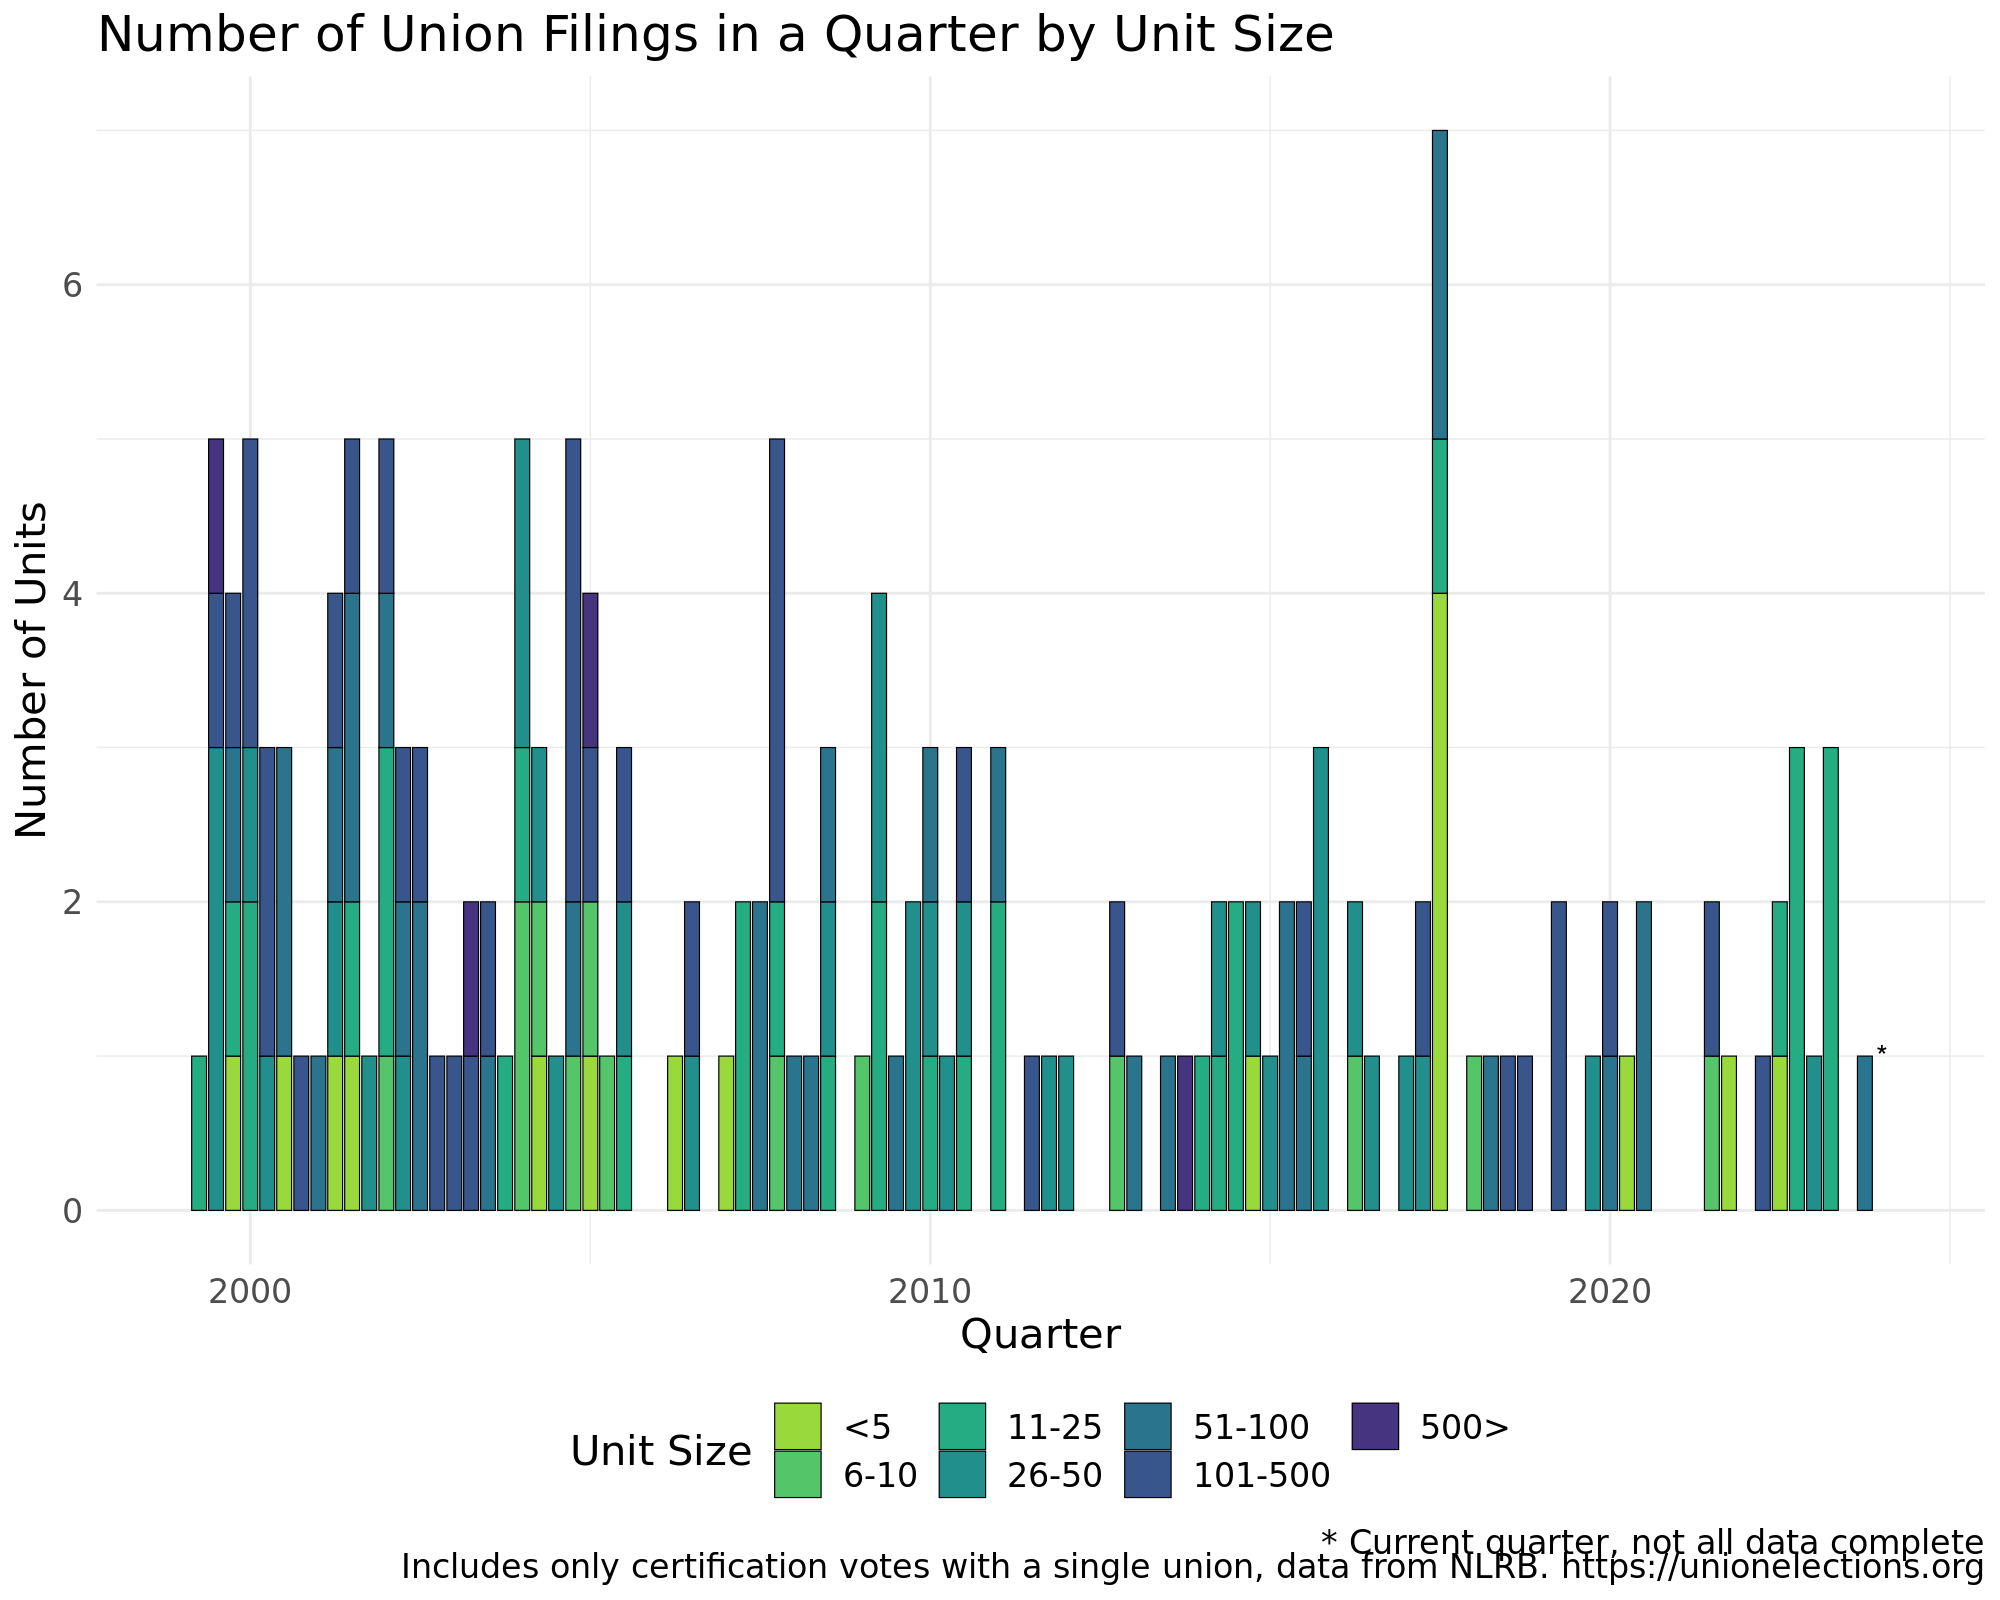 Number of Union Filings in a Quarter by Unit Size
Number of Units
6
4
2
0
2000
2010
2020
Quarter
*
Unit Size
<5
11-25
51-100
500>
6-10
26-50
101-500
* Current quarter, not all data complete
Includes only certification votes with a single union, data from NLRB. https://unionelections.org